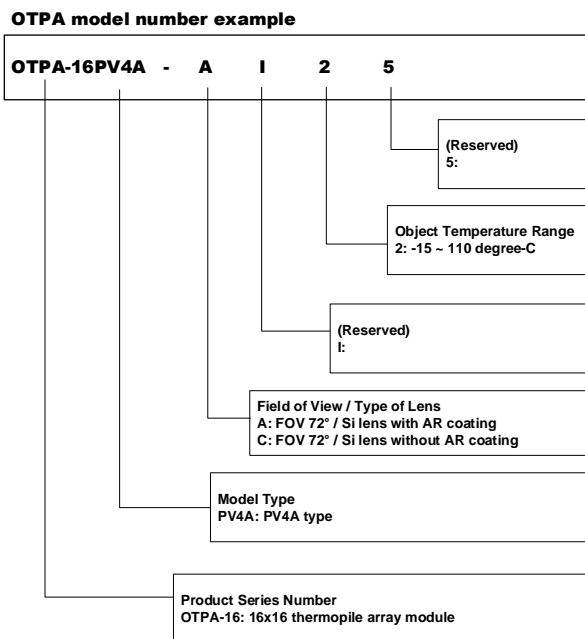 OTPA model number example
OTPA-16PV4A - A I 2 5
(Reserved)
5:
Object Temperature Range
2: -15 ~ 110 degree-C
(Reserved)
I:
Field of View / Type of Lens
A: FOV 72° / Si lens with AR coating
C: FOV 72° / Si lens without AR coating
Model Type
PV4A: PV4A type
Product Series Number
OTPA-16: 16x16 thermopile array module